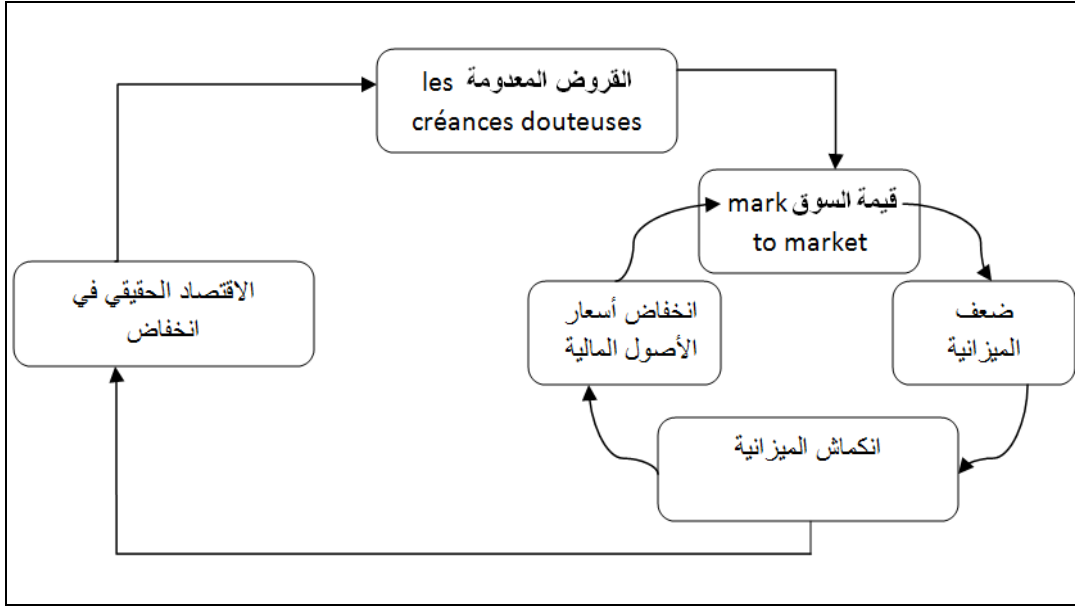 القروض المعدومة les
créances douteuses
قيمة السوق mark
to market
الاقتصاد الحقيقي في
انخفاض
انخفاض أسعار
الأصول المالية
ضعف
الميزانية
انكماش الميزانية